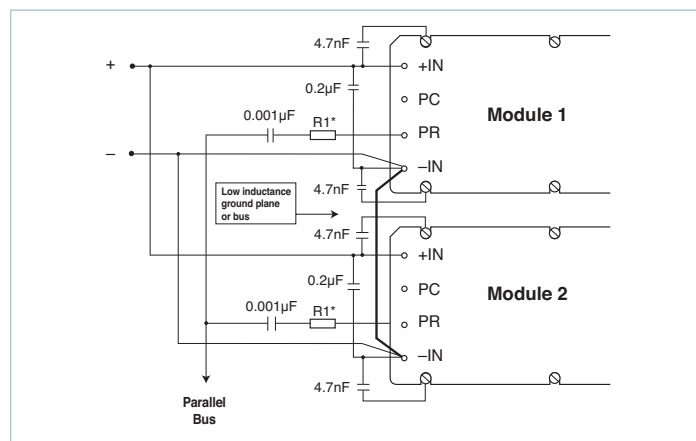 4.7nF
+
+IN
0.2µF
PC
Module 1
0.001µF
R1*
PR
–
–IN
4.7nF
Low inductance
ground plane
or bus
4.7nF
+IN
0.2µF
PC
Module 2
0.001µF
R1*
PR
–IN
4.7nF
Parallel
Bus